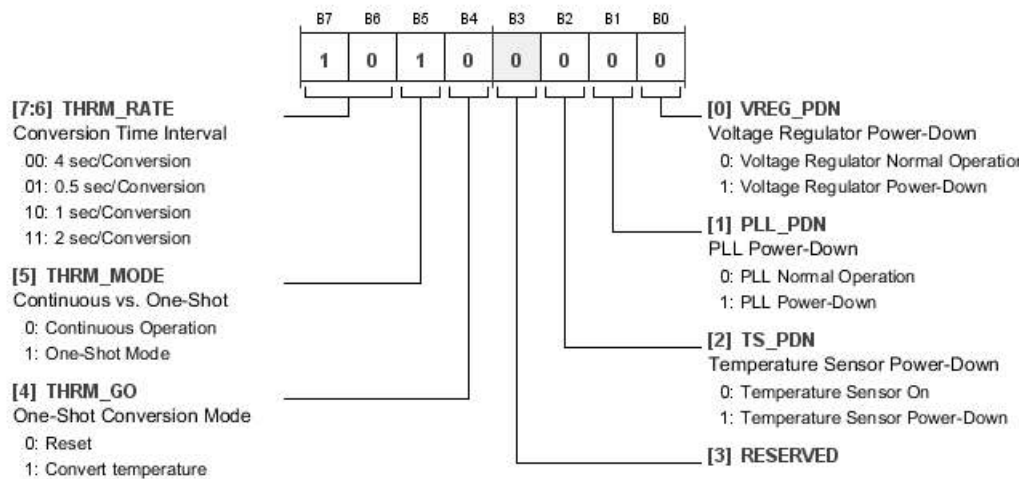 B7 B6 B5 B4 B3 B2 B1 B0
1 0 1 0 0 0 0 0
[7:6] THRM_RATE
Conversion Time Interval
00: 4 sec/Conversion
01: 0.5 sec/Conversion
10: 1 sec/Conversion
11: 2 sec/Conversion
[5] THRM_MODE
Continuous vs. One-Shot
0: Continuous Operation
1: One-Shot Mode
[4] THRM_GO
One-Shot Conversion Mode
0: Reset
1: Convert temperature
[0] VREG_PDN
Voltage Regulator Power-Down
0: Voltage Regulator Normal Operation
1: Voltage Regulator Power-Down
[1] PLL_PDN
PLL Power-Down
0: PLL Normal Operation
1: PLL Power-Down
[2] TS_PDN
Temperature Sensor Power-Down
0: Temperature Sensor On
1: Temperature Sensor Power-Down
[3] RESERVED